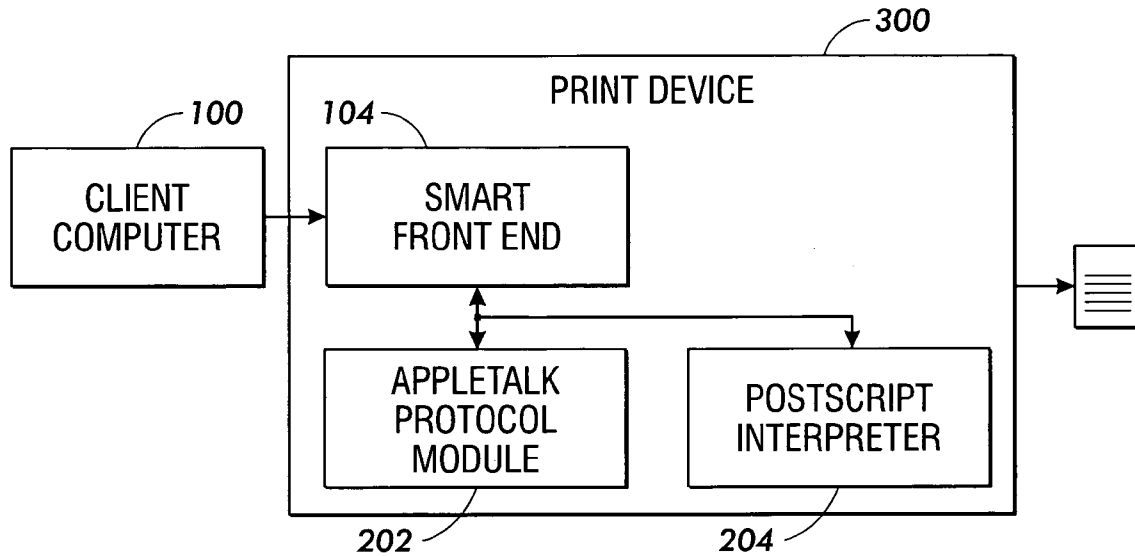 300
PRINT DEVICE
100
104
CLIENT
COMPUTER
SMART
FRONT END
APPLETALK
PROTOCOL
MODULE
POSTSCRIPT
INTERPRETER
202
204